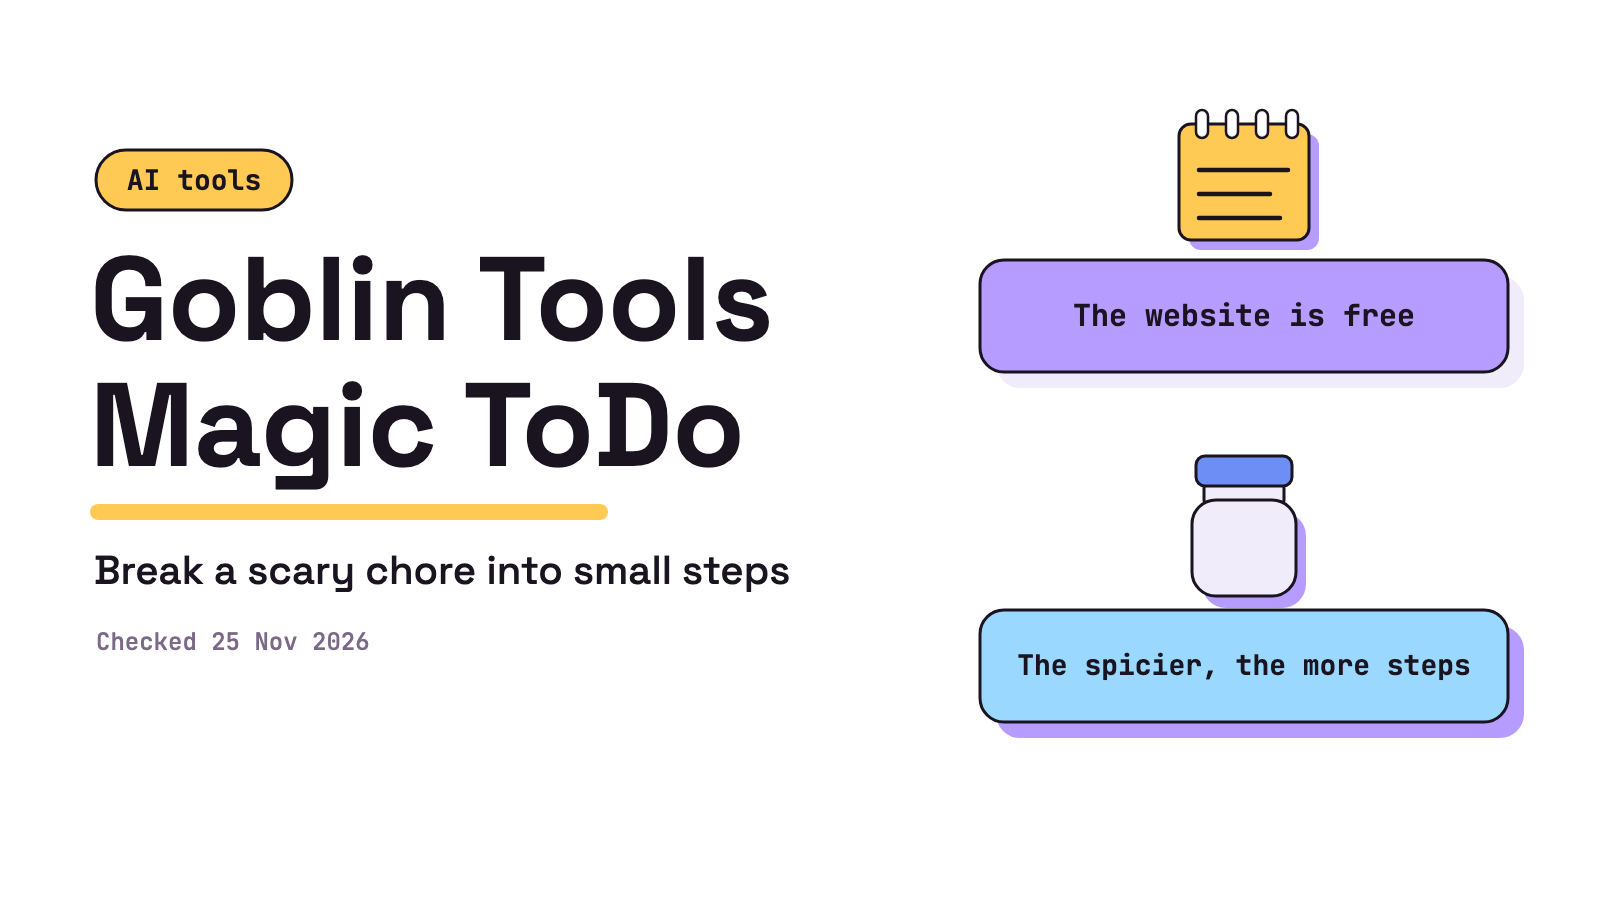 AI tools
Goblin Tools
Magic ToDo
Break a scary chore into small steps
Checked 25 Nov 2026
The website is free
The spicier, the more steps